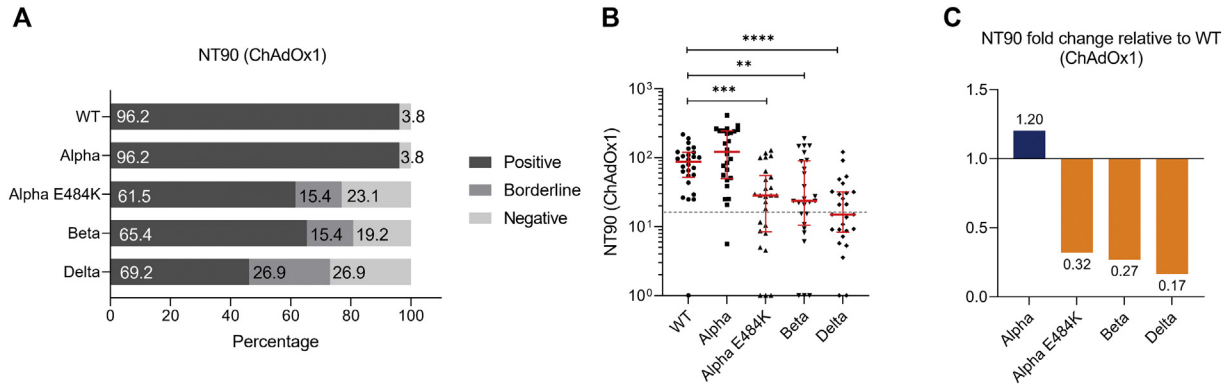 A
NT90 (ChAdOx1)
WT
96.2
3.8
Alpha
96.2
3.8
Alpha E484K
61.5
15.4
23.1
Beta
65.4
15.4
19.2
Delta
69.2
26.9
26.9
0
20
40
60
80
100
Percentage
Positive
Borderline
Negative
B
****
**
***
NT90 (ChAdOx1)
10³
10²
10¹
10⁰
WT
Alpha
Alpha E484K
Beta
Delta
C
NT90 fold change relative to WT
(ChAdOx1)
1.5
1.0
0.5
0.0
1.20
0.32
0.27
0.17
Alpha
Alpha E484K
Beta
Delta